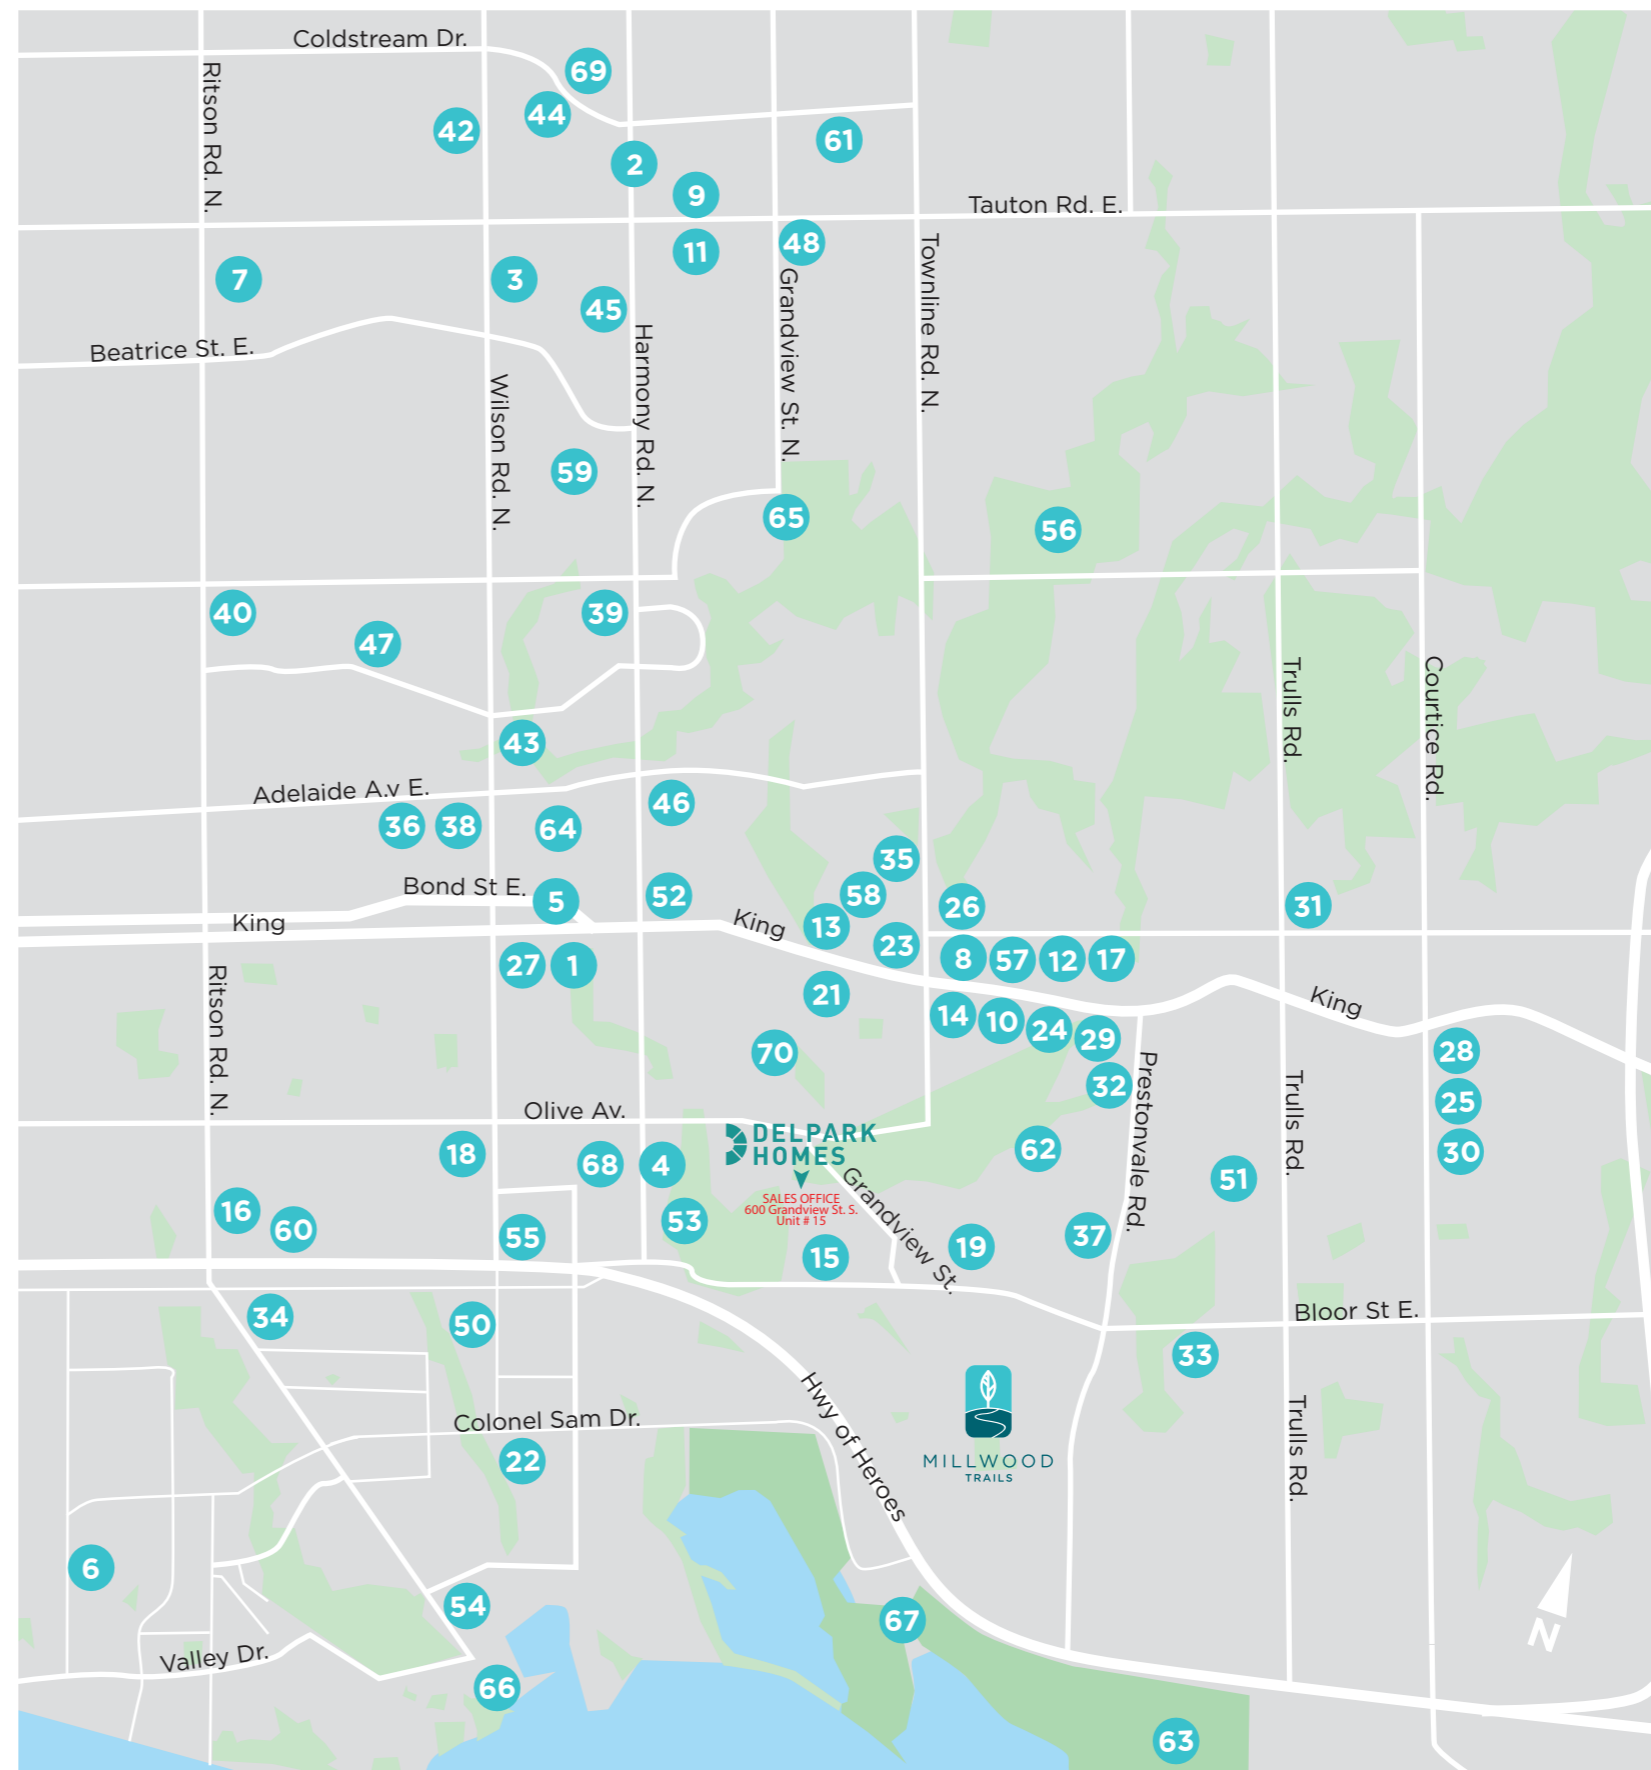 Coldstream Dr.
69
44
42
Ritson Rd. N.
61
2
9
Tauton Rd. E.
11
48
7
3
45
Grandview St. N.
Townline Rd. N.
Harmony Rd. N.
Beatrice St. E.
Wilson Rd. N.
59
65
56
40
39
47
43
Trulls Rd.
Courtice Rd.
Adelaide A.v E.
46
36
38
64
35
Bond St E.
5
52
58
26
31
King
King
13
23
27
1
8
57
12
17
21
King
14
10
24
29
Ritson Rd. N.
70
28
32
Prestonvale Rd.
25
Trulls Rd.
Olive Av.
DELPARK
HOMES
18
68
4
62
30
51
SALES OFFICE
600 Grandview St. S.
Unit # 15
Grandview St.
16
60
53
55
15
19
37
34
50
Bloor St E.
33
Hwy of Heroes
Colonel Sam Dr.
22
MILLWOOD
TRAILS
Trulls Rd.
6
54
67
N
Valley Dr.
66
63